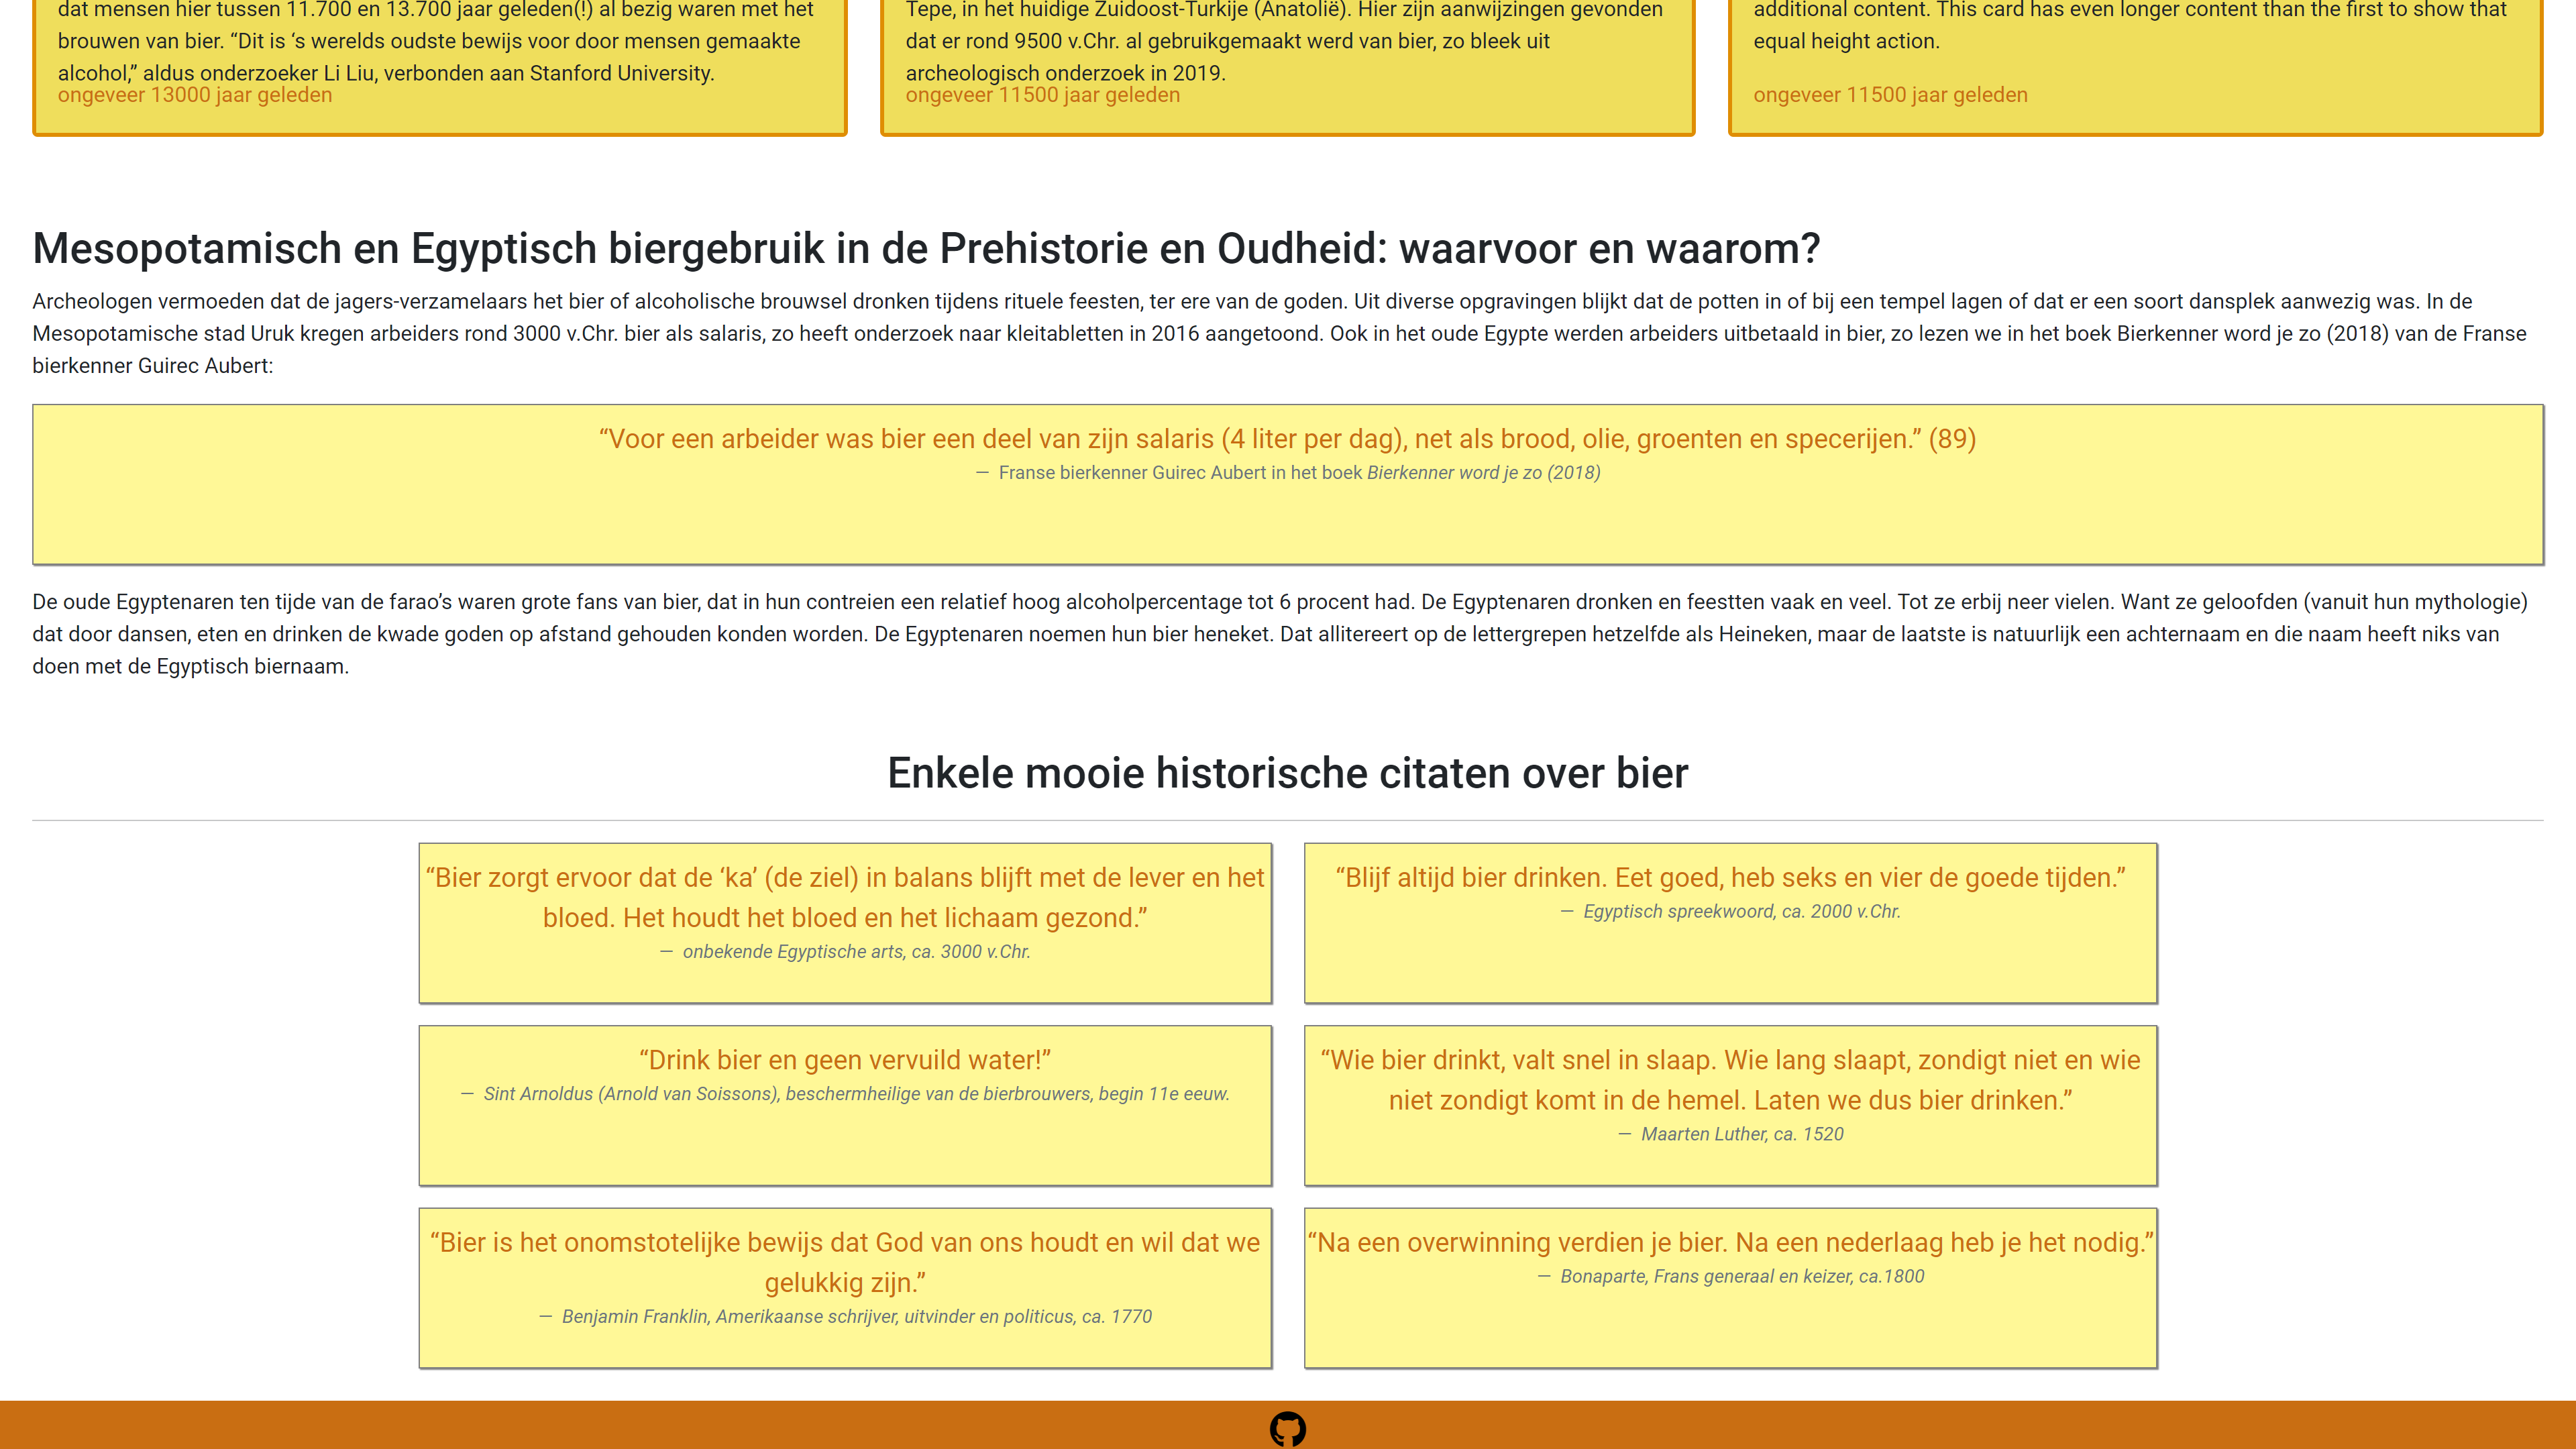 dat mensen hier tussen 11.700 en 13.700 jaar geleden(!) al bezig waren met het
brouwen van bier. “Dit is ‘s werelds oudste bewijs voor door mensen gemaakte
alcohol,” aldus onderzoeker Li Liu, verbonden aan Stanford University.
ongeveer 13000 jaar geleden
Tepe, in het huidige Zuidoost-Turkije (Anatolië). Hier zijn aanwijzingen gevonden
dat er rond 9500 v.Chr. al gebruikgemaakt werd van bier, zo bleek uit
archeologisch onderzoek in 2019.
ongeveer 11500 jaar geleden
additional content. This card has even longer content than the first to show that
equal height action.
ongeveer 11500 jaar geleden
Mesopotamisch en Egyptisch biergebruik in de Prehistorie en Oudheid: waarvoor en waarom?
Archeologen vermoeden dat de jagers-verzamelaars het bier of alcoholische brouwsel dronken tijdens rituele feesten, ter ere van de goden. Uit diverse opgravingen blijkt dat de potten in of bij een tempel lagen of dat er een soort dansplek aanwezig was. In de
Mesopotamische stad Uruk kregen arbeiders rond 3000 v.Chr. bier als salaris, zo heeft onderzoek naar kleitabletten in 2016 aangetoond. Ook in het oude Egypte werden arbeiders uitbetaald in bier, zo lezen we in het boek Bierkenner word je zo (2018) van de Franse
bierkenner Guirec Aubert:
“Voor een arbeider was bier een deel van zijn salaris (4 liter per dag), net als brood, olie, groenten en specerijen.” (89)
— Franse bierkenner Guirec Aubert in het boek Bierkenner word je zo (2018)
De oude Egyptenaren ten tijde van de farao’s waren grote fans van bier, dat in hun contreien een relatief hoog alcoholpercentage tot 6 procent had. De Egyptenaren dronken en feestten vaak en veel. Tot ze erbij neer vielen. Want ze geloofden (vanuit hun mythologie)
dat door dansen, eten en drinken de kwade goden op afstand gehouden konden worden. De Egyptenaren noemen hun bier heneket. Dat allitereert op de lettergrepen hetzelfde als Heineken, maar de laatste is natuurlijk een achternaam en die naam heeft niks van
doen met de Egyptisch biernaam.
Enkele mooie historische citaten over bier
“Bier zorgt ervoor dat de ‘ka’ (de ziel) in balans blijft met de lever en het
bloed. Het houdt het bloed en het lichaam gezond.”
— onbekende Egyptische arts, ca. 3000 v.Chr.
“Blijf altijd bier drinken. Eet goed, heb seks en vier de goede tijden.”
— Egyptisch spreekwoord, ca. 2000 v.Chr.
“Drink bier en geen vervuild water!”
— Sint Arnoldus (Arnold van Soissons), beschermheilige van de bierbrouwers, begin 11e eeuw.
“Wie bier drinkt, valt snel in slaap. Wie lang slaapt, zondigt niet en wie
niet zondigt komt in de hemel. Laten we dus bier drinken.”
— Maarten Luther, ca. 1520
“Bier is het onomstotelijke bewijs dat God van ons houdt en wil dat we
gelukkig zijn.”
— Benjamin Franklin, Amerikaanse schrijver, uitvinder en politicus, ca. 1770
“Na een overwinning verdien je bier. Na een nederlaag heb je het nodig.”
— Bonaparte, Frans generaal en keizer, ca.1800